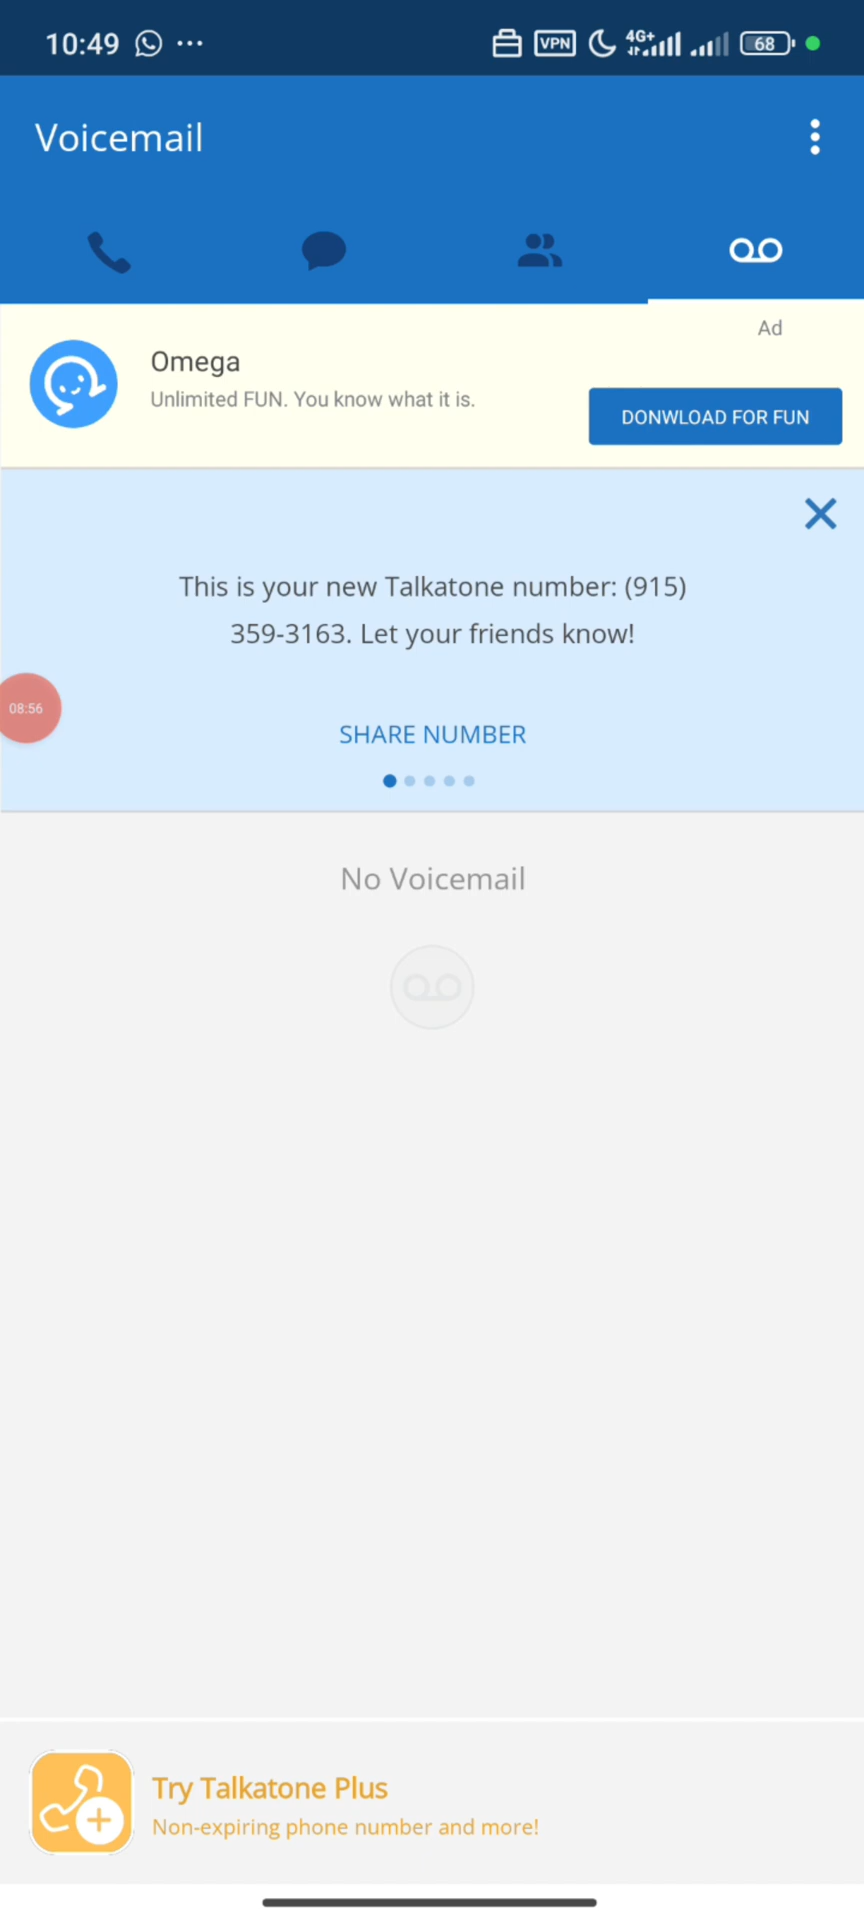 10:49 ... VPN 4G+ 68
Voicemail
Ad
Omega
Unlimited FUN. You know what it is.
DONWLOAD FOR FUN
This is your new Talkatone number: (915)
359-3163. Let your friends know!
08:56
SHARE NUMBER
No Voicemail
Try Talkatone Plus
Non-expiring phone number and more!